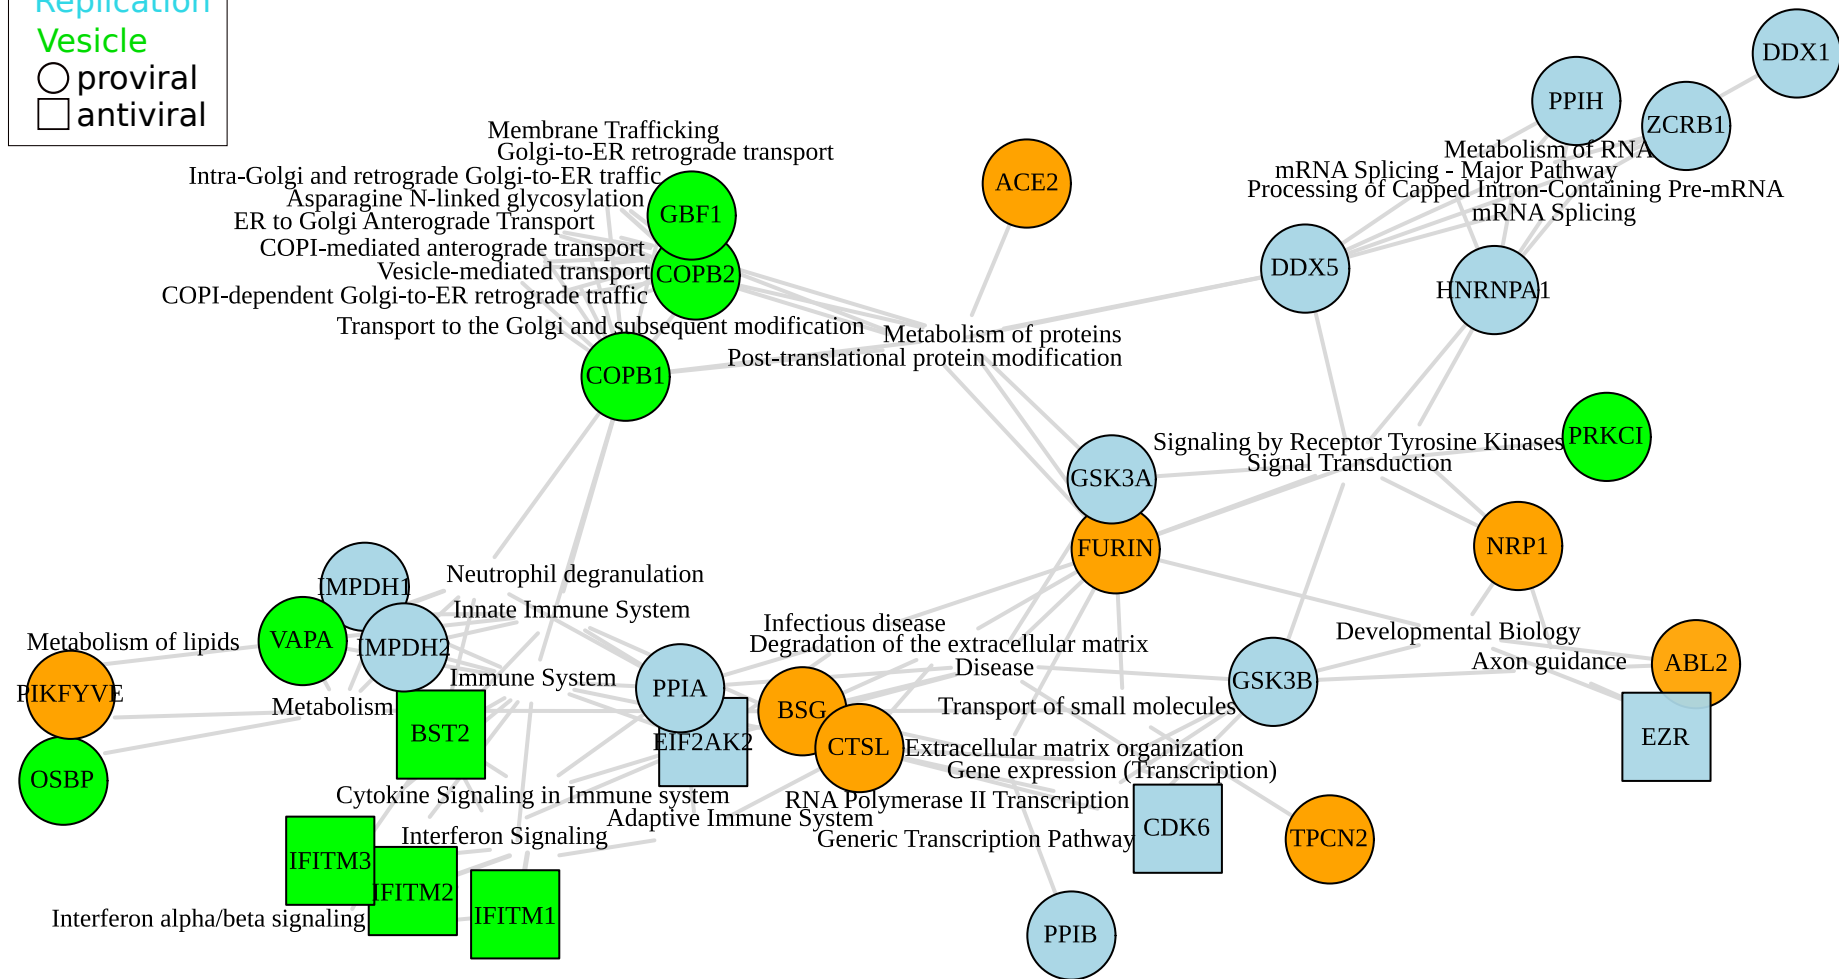 Replication
Vesicle
proviral
antiviral
DDX1
PPIH
ZCRB1
Membrane Trafficking
Golgi-to-ER retrograde transport
Metabolism of RNA
mRNA Splicing - Major Pathway
Intra-Golgi and retrograde Golgi-to-ER traffic
ACE2
Processing of Capped Intron-Containing Pre-mRNA
Asparagine N-linked glycosylation
GBF1
mRNA Splicing
ER to Golgi Anterograde Transport
COPI-mediated anterograde transport
Vesicle-mediated transport
COPB2
DDX5
HNRNPA1
COPI-dependent Golgi-to-ER retrograde traffic
Transport to the Golgi and subsequent modification
Metabolism of proteins
Post-translational protein modification
COPB1
Signaling by Receptor Tyrosine Kinases
PRKCI
Signal Transduction
GSK3A
FURIN
NRP1
Neutrophil degranulation
IMPDH1
Innate Immune System
Infectious disease
Developmental Biology
Metabolism of lipids
VAPA
IMPDH2
Degradation of the extracellular matrix
Disease
Axon guidance
ABL2
Immune System
PPIA
GSK3B
PIKFYVE
Metabolism
BSG
Transport of small molecules
BST2
EIF2AK2
CTSL
Extracellular matrix organization
EZR
Gene expression (Transcription)
OSBP
Cytokine Signaling in Immune system
RNA Polymerase II Transcription
Adaptive Immune System
CDK6
Interferon Signaling
Generic Transcription Pathway
TPCN2
IFITM3
IFITM2
Interferon alpha/beta signaling
IFITM1
PPIB